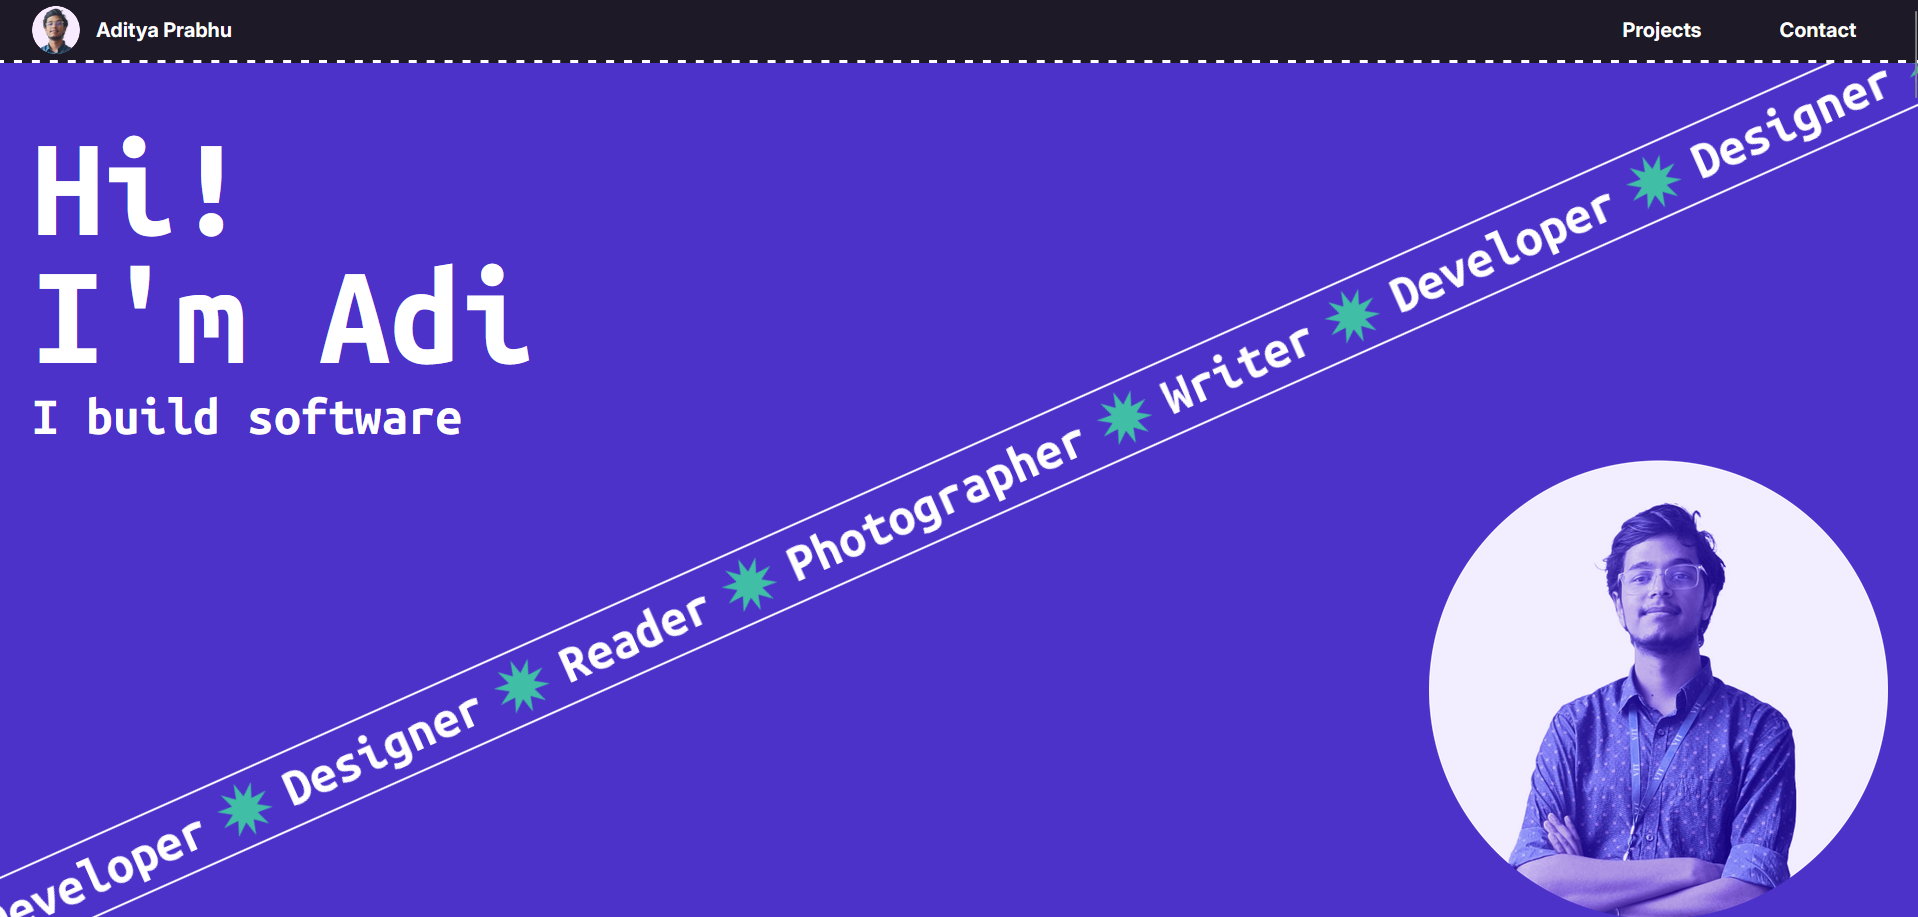 Aditya Prabhu
Projects
Contact
Hi!
I'm Adi
I build software
eveloper ✷ Designer ✷ Reader ✷ Photographer ✷ Writer ✷ Developer ✷ Designer